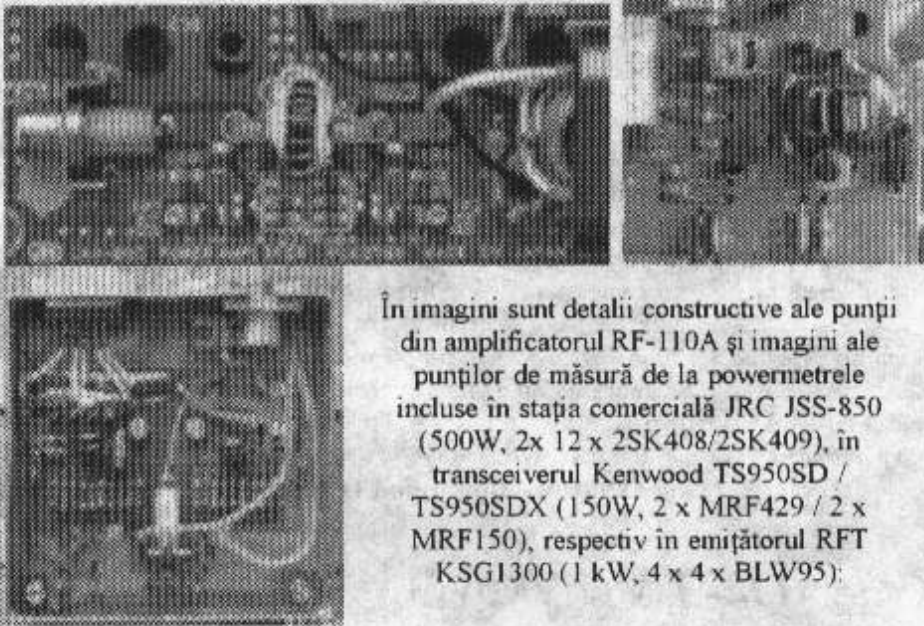 În imagini sunt detalii constructive ale punţii
din amplificatorul RF-110A şi imagini ale
punţilor de măsură de la powermetrele
incluse în staţia comercială JRC JSS-850
(500W, 2x 12 x 2SK408/2SK409), în
transceiverul Kenwood TS950SD /
TS950SDX (150W, 2 x MRF429 / 2 x
MRF150), respectiv în emiţătorul RFT
KSG1300 (1 kW, 4 x 4 x BLW95):